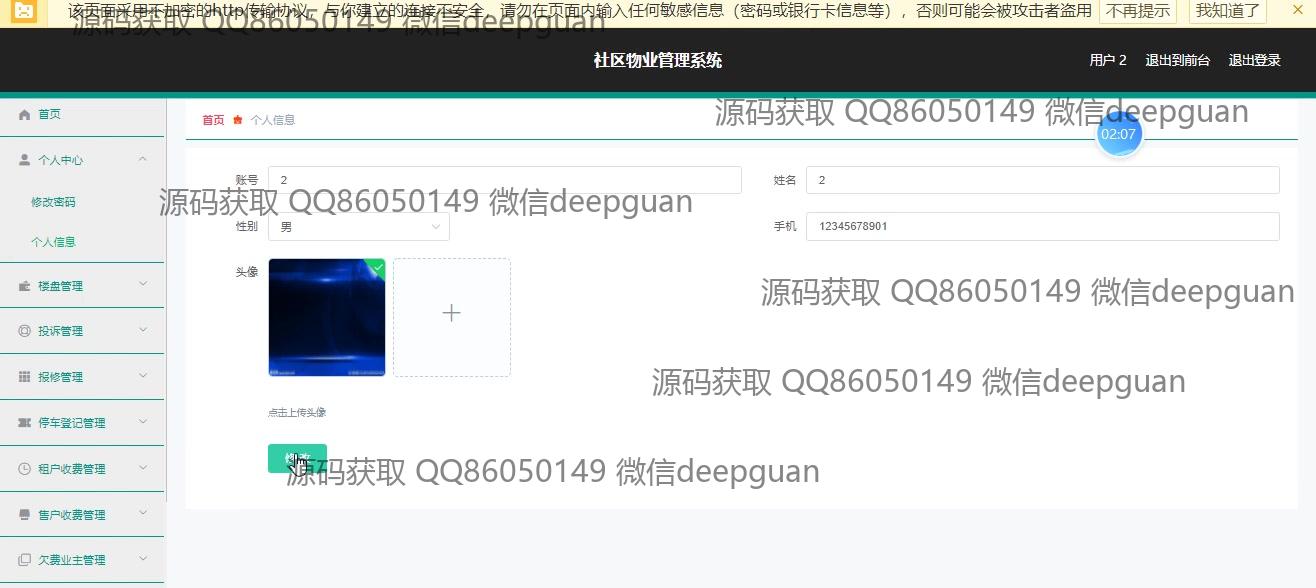 该页面采用不加密的http传输协议，与你建立的连接不安全，请勿在页面内输入任何敏感信息（密码或银行卡信息等），否则可能会被攻击者盗用 不再提示 我知道了
源码获取 QQ86050149 微信deepguan
社区物业管理系统
用户 2 退出到前台 退出登录
首页
首页 个人信息
源码获取 QQ86050149 微信deepguan
02:07
个人中心
账号 2 姓名 2
修改密码
源码获取 QQ86050149 微信deepguan
性别 男 手机 12345678901
个人信息
头像
楼盘管理
源码获取 QQ86050149 微信deepguan
投诉管理
报修管理
源码获取 QQ86050149 微信deepguan
点击上传头像
停车登记管理
修改
租户收费管理
源码获取 QQ86050149 微信deepguan
售户收费管理
欠费业主管理